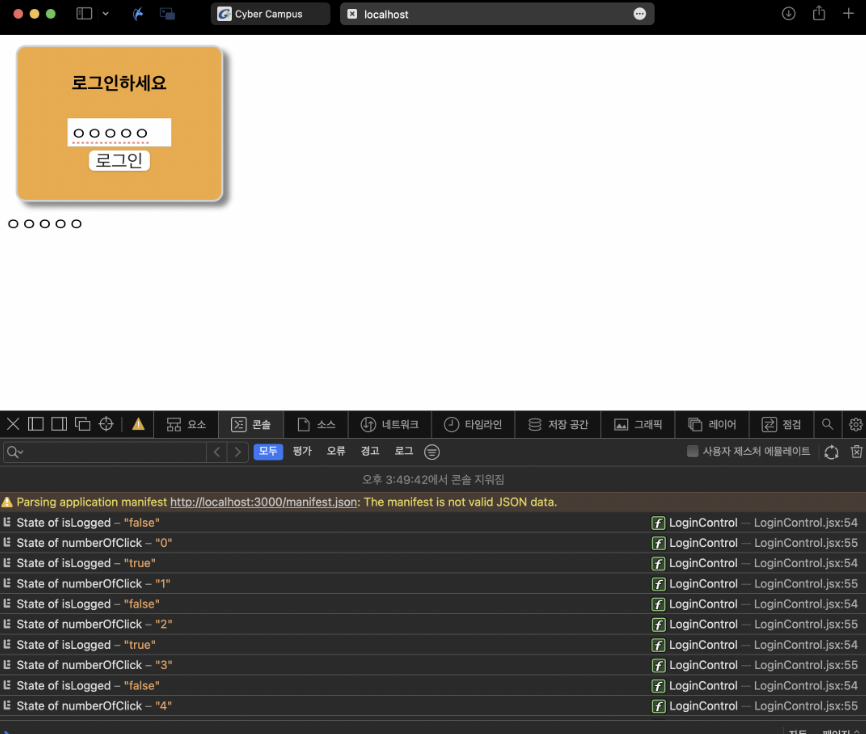 Cyber Campus
localhost
로그인하세요
ㅇㅇㅇㅇㅇ
로그인
ㅇㅇㅇㅇㅇ
요소 콘솔 소스 네트워크 타임라인 저장 공간 그래픽 레이어 점검
모두 평가 오류 경고 로그 사용자 제스처 에뮬레이트
오후 3:49:42에서 콘솔 지워짐
Parsing application manifest http://localhost:3000/manifest.json: The manifest is not valid JSON data.
State of isLogged – "false" f LoginControl — LoginControl.jsx:54
State of numberOfClick – "0" f LoginControl — LoginControl.jsx:55
State of isLogged – "true" f LoginControl — LoginControl.jsx:54
State of numberOfClick – "1" f LoginControl — LoginControl.jsx:55
State of isLogged – "false" f LoginControl — LoginControl.jsx:54
State of numberOfClick – "2" f LoginControl — LoginControl.jsx:55
State of isLogged – "true" f LoginControl — LoginControl.jsx:54
State of numberOfClick – "3" f LoginControl — LoginControl.jsx:55
State of isLogged – "false" f LoginControl — LoginControl.jsx:54
State of numberOfClick – "4" f LoginControl — LoginControl.jsx:55